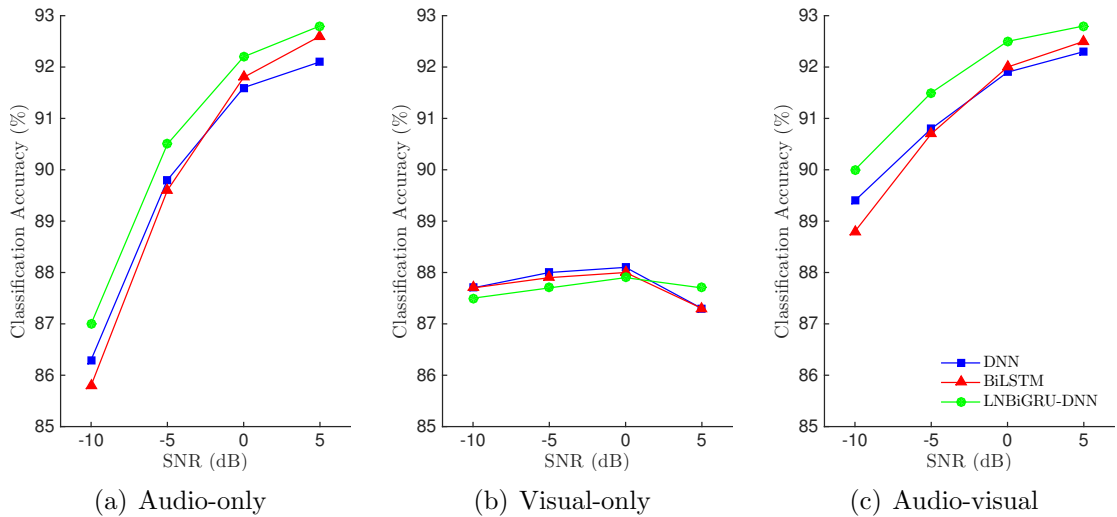 93
92
91
90
89
88
87
86
85
Classification Accuracy (%)
-10 -5 0 5
SNR (dB)
(a) Audio-only
93
92
91
90
89
88
87
86
85
Classification Accuracy (%)
-10 -5 0 5
SNR (dB)
(b) Visual-only
93
92
91
90
89
88
87
86
85
Classification Accuracy (%)
DNN
BiLSTM
LNBiGRU-DNN
-10 -5 0 5
SNR (dB)
(c) Audio-visual